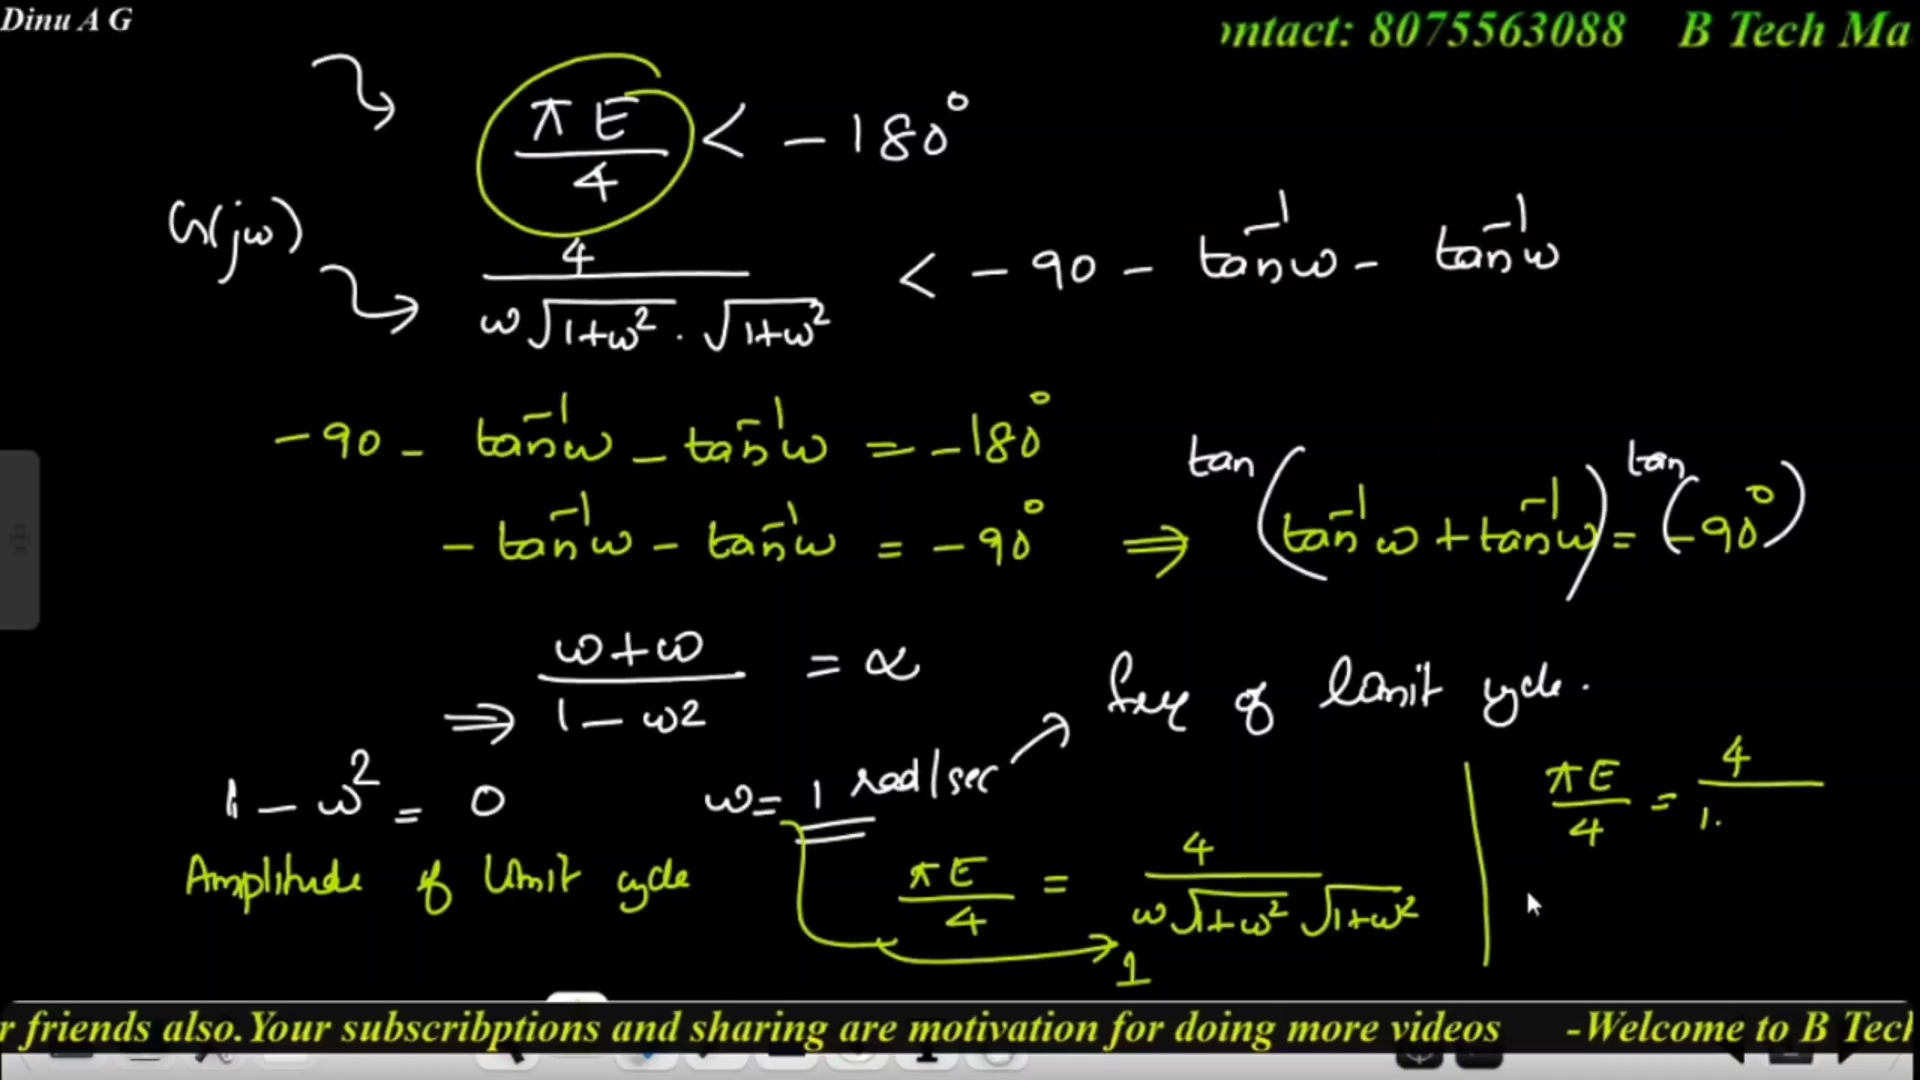 Dinu A G
ontact: 8075563088 B Tech Ma
πE/4 < -180°
G(jω)
4/(ω√(1+ω²) . √(1+ω²)) < -90 - tan⁻¹ω - tan⁻¹ω
-90 - tan⁻¹ω - tan⁻¹ω = -180°
-tan⁻¹ω - tan⁻¹ω = -90° ⇒ tan(tan⁻¹ω + tan⁻¹ω) = tan(-90°)
⇒ (ω+ω)/(1-ω2) = ∝
freq of limit cycle.
1 - ω² = 0 ω = 1 rad/sec
Amplitude of limit cycle
πE/4 = 4/(ω√(1+ω²) √(1+ω²))
1
πE/4 = 4/1.
r friends also.Your subscribptions and sharing are motivation for doing more videos -Welcome to B Tech